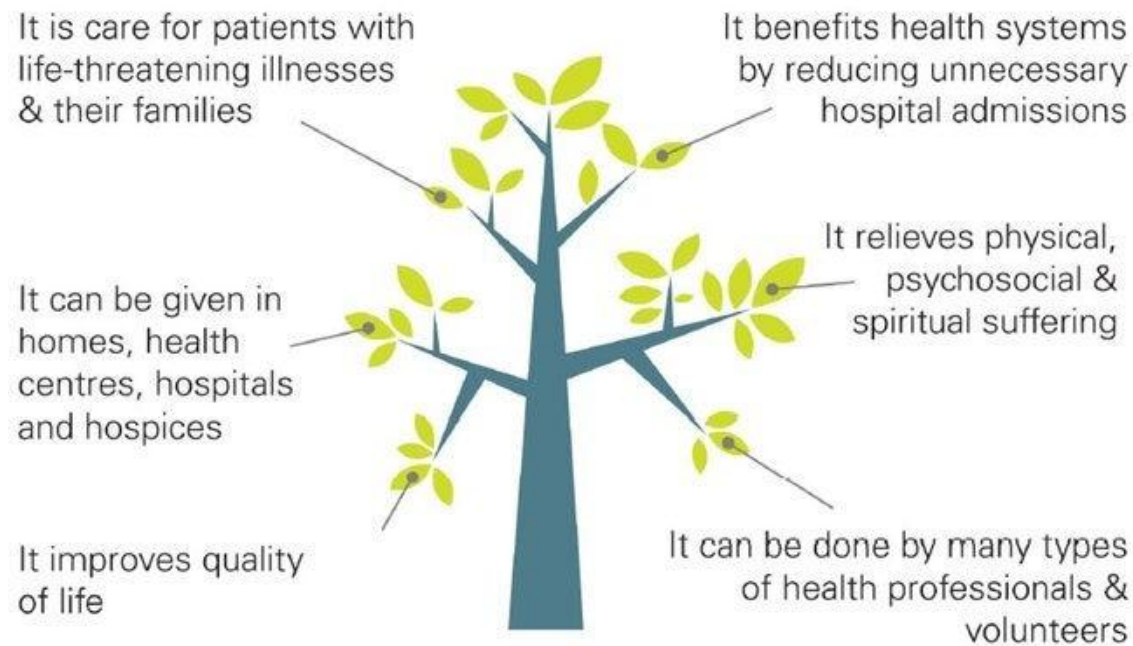 It is care for patients with
life-threatening illnesses
& their families
It benefits health systems
by reducing unnecessary
hospital admissions
It can be given in
homes, health
centres, hospitals
and hospices
It relieves physical,
psychosocial &
spiritual suffering
It improves quality
of life
It can be done by many types
of health professionals &
volunteers